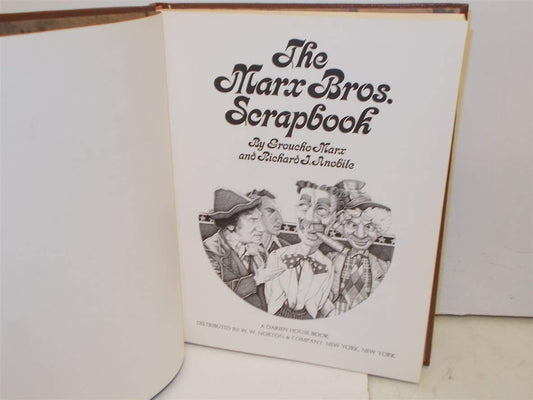 The
Marx Bros.
Scrapbook
By Groucho Marx
and Richard J. Anobile
A DARIEN HOUSE BOOK
DISTRIBUTED BY W. W. NORTON & COMPANY, NEW YORK, NEW YORK